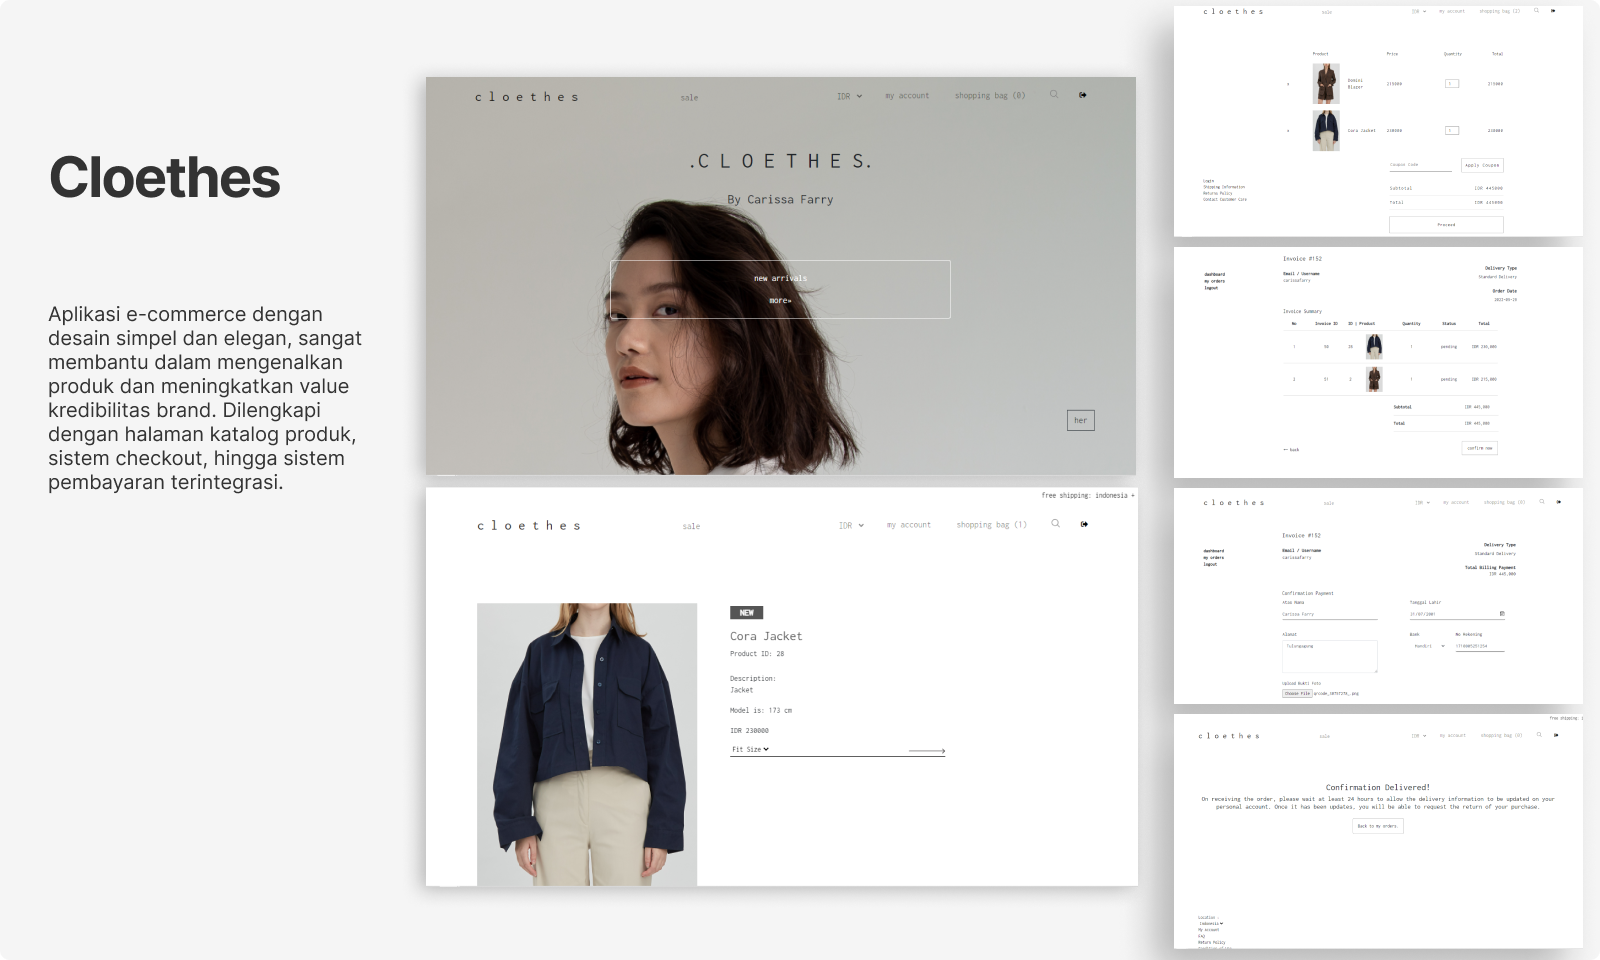 Cloethes
Aplikasi e-commerce dengan
desain simpel dan elegan, sangat
membantu dalam mengenalkan
produk dan meningkatkan value
kredibilitas brand. Dilengkapi
dengan halaman katalog produk,
sistem checkout, hingga sistem
pembayaran terintegrasi.
cloethes sale IDR my account shopping bag (0)
.CLOETHES.
By Carissa Farry
new arrivals
more»
her
free shipping: indonesia +
cloethes sale IDR my account shopping bag (1)
NEW
Cora Jacket
Product ID: 28
Description:
Jacket
Model is: 173 cm
IDR 230000
Fit Size
cloethes sale IDR my account shopping bag (2)
Product Price Quantity Total
x Domini Blazer 215000 1 215000
x Cora Jacket 230000 1 230000
Coupon Code Apply Coupon
Subtotal IDR 445000
Total IDR 445000
Proceed
Login
Shipping Information
Returns Policy
Contact Customer Care
dashboard
my orders
logout
Invoice #152
Email / Username
carissafarry
Delivery Type
Standard Delivery
Order Date
Invoice Summary
No Invoice ID ID | Product Quantity Status Total
1 28 1 pending IDR 230,000
2 51 1 pending IDR 215,000
Subtotal IDR 445,000
Total IDR 445,000
← back
confirm now
cloethes sale IDR my account shopping bag (0)
dashboard
my orders
logout
Invoice #152
Email / Username
carissafarry
Delivery Type
Standard Delivery
Total Billing Payment
IDR 445,000
Confirmation Payment
Atas Nama
Carissa Farry
Tanggal Lahir
31/07/2001
Alamat
Tulungagung
Bank
Mandiri
No Rekening
Upload Bukti Foto
Choose File
free shipping:
cloethes sale IDR my account shopping bag (0)
Confirmation Delivered!
On receiving the order, please wait at least 24 hours to allow the delivery information to be updated on your
personal account. Once it has been updates, you will be able to request the return of your purchase.
Back to my orders
Location :
Indonesia
My Account
FAQ
Return Policy